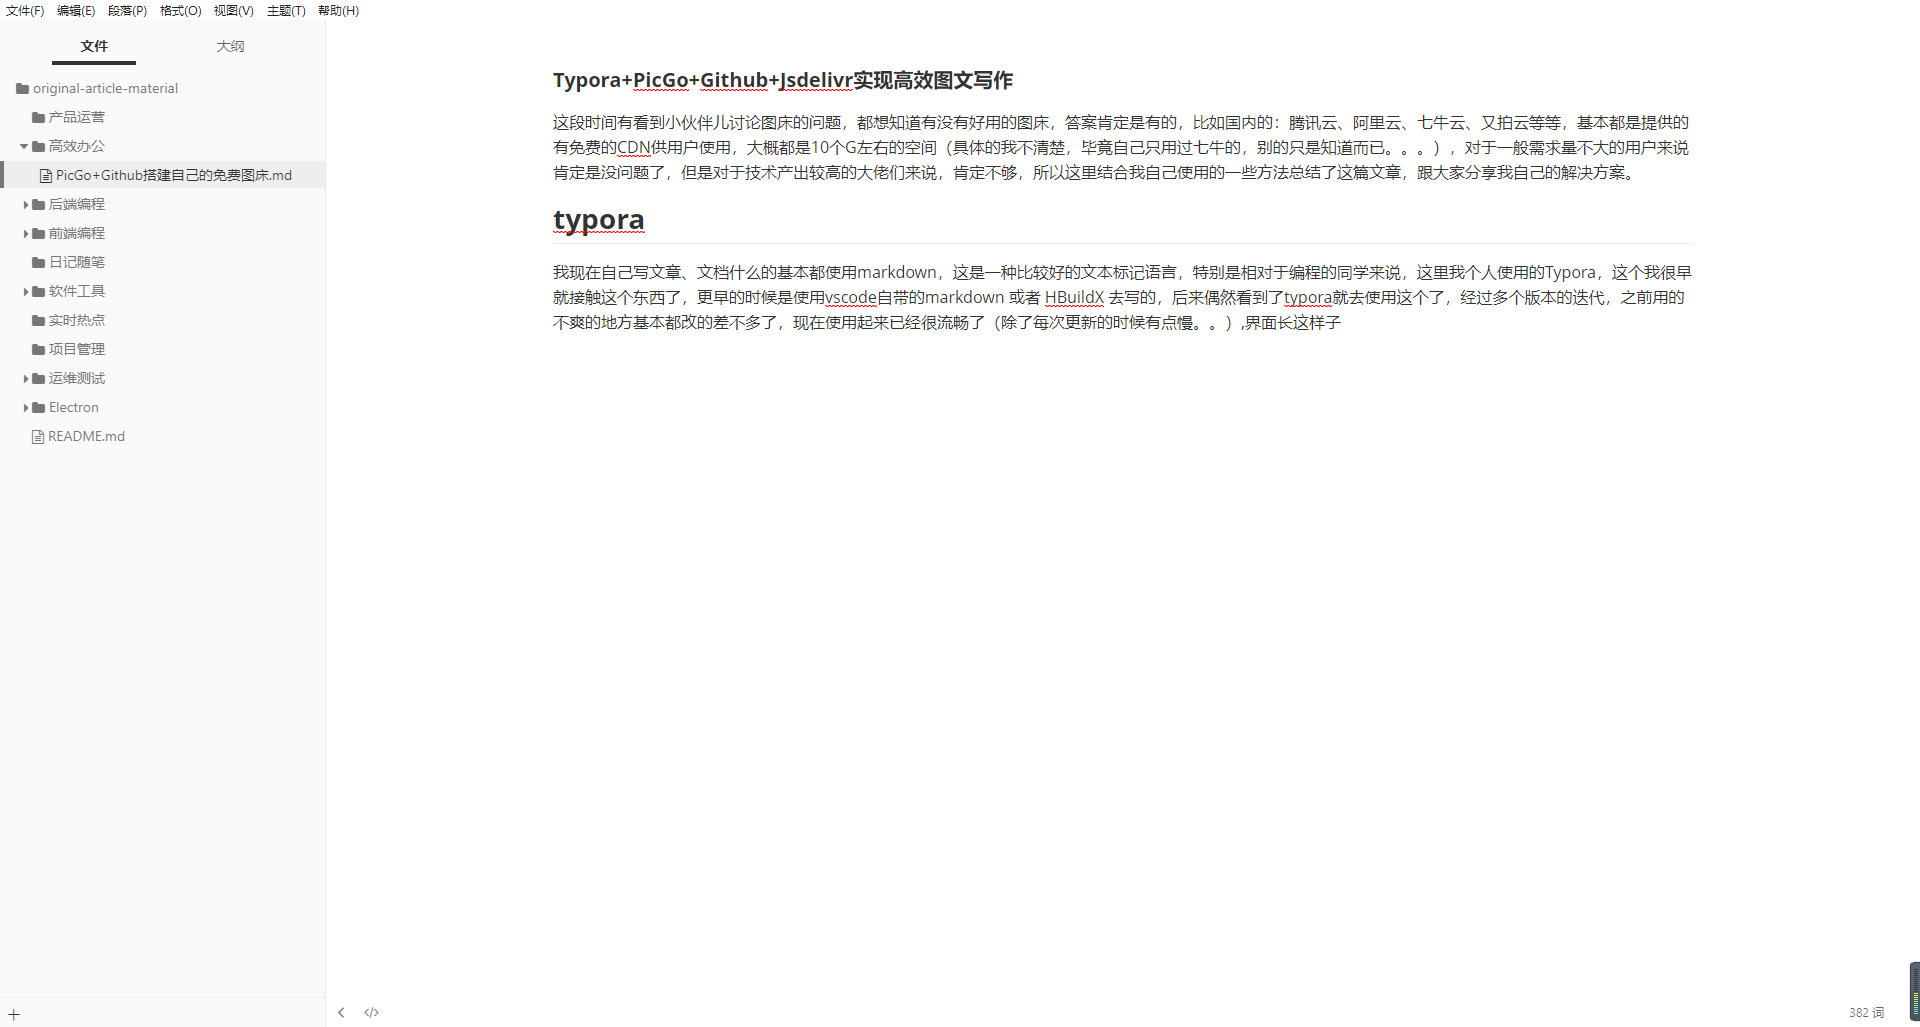 文件(F) 编辑(E) 段落(P) 格式(O) 视图(V) 主题(T) 帮助(H)
文件 大纲
original-article-material
产品运营
高效办公
PicGo+Github搭建自己的免费图床.md
后端编程
前端编程
日记随笔
软件工具
实时热点
项目管理
运维测试
Electron
README.md
Typora+PicGo+Github+Jsdelivr实现高效图文写作
这段时间有看到小伙伴儿讨论图床的问题，都想知道有没有好用的图床，答案肯定是有的，比如国内的：腾讯云、阿里云、七牛云、又拍云等等，基本都是提供的
有免费的CDN供用户使用，大概都是10个G左右的空间（具体的我不清楚，毕竟自己只用过七牛的，别的只是知道而已。。。），对于一般需求量不大的用户来说
肯定是没问题了，但是对于技术产出较高的大佬们来说，肯定不够，所以这里结合我自己使用的一些方法总结了这篇文章，跟大家分享我自己的解决方案。
typora
我现在自己写文章、文档什么的基本都使用markdown，这是一种比较好的文本标记语言，特别是相对于编程的同学来说，这里我个人使用的Typora，这个我很早
就接触这个东西了，更早的时候是使用vscode自带的markdown 或者 HBuildX 去写的，后来偶然看到了typora就去使用这个了，经过多个版本的迭代，之前用的
不爽的地方基本都改的差不多了，现在使用起来已经很流畅了（除了每次更新的时候有点慢。。）,界面长这样子
382 词